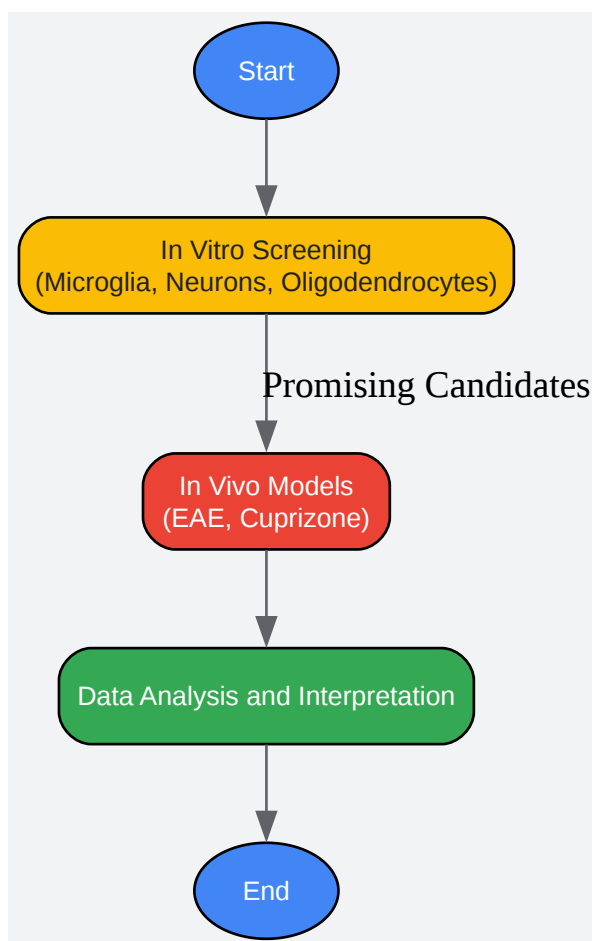 Start
In Vitro Screening
(Microglia, Neurons, Oligodendrocytes)
Promising Candidates
In Vivo Models
(EAE, Cuprizone)
Data Analysis and Interpretation
End